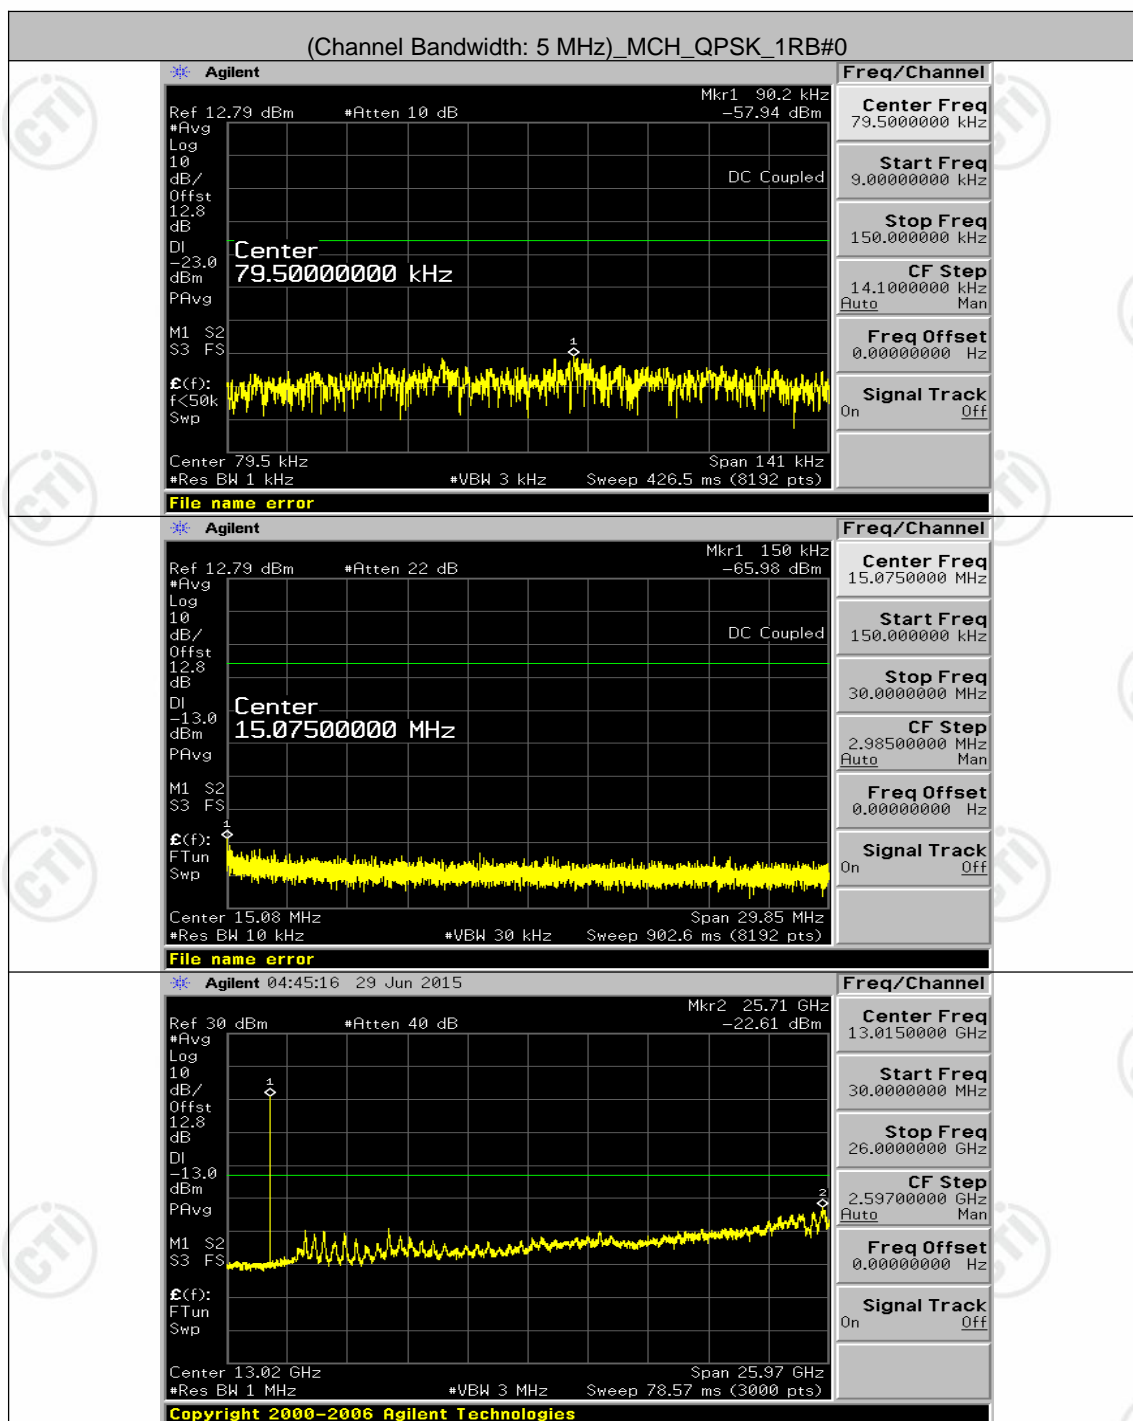 (Channel Bandwidth: 5 MHz)_MCH_QPSK_1RB#0
Agilent
Freq/Channel
Mkr1 90.2 kHz
Ref 12.79 dBm #Atten 10 dB -57.94 dBm
#Avg
Log
10
dB/
Offst
12.8
dB
DI
-23.0
dBm
PAvg
M1 S2
S3 FS
£(f):
f<50k
Swp
DC Coupled
Center
79.50000000 kHz
1
Center 79.5 kHz Span 141 kHz
#Res BW 1 kHz #VBW 3 kHz Sweep 426.5 ms (8192 pts)
File name error
Center Freq
79.5000000 kHz
Start Freq
9.00000000 kHz
Stop Freq
150.000000 kHz
CF Step
14.1000000 kHz
Auto Man
Freq Offset
0.00000000 Hz
Signal Track
On Off
Agilent
Freq/Channel
Mkr1 150 kHz
Ref 12.79 dBm #Atten 22 dB -65.98 dBm
#Avg
Log
10
dB/
Offst
12.8
dB
DI
-13.0
dBm
PAvg
M1 S2
S3 FS
£(f):
FTun
Swp
DC Coupled
Center
15.07500000 MHz
1
Center 15.08 MHz Span 29.85 MHz
#Res BW 10 kHz #VBW 30 kHz Sweep 902.6 ms (8192 pts)
File name error
Center Freq
15.0750000 MHz
Start Freq
150.000000 kHz
Stop Freq
30.0000000 MHz
CF Step
2.98500000 MHz
Auto Man
Freq Offset
0.00000000 Hz
Signal Track
On Off
Agilent 04:45:16 29 Jun 2015
Freq/Channel
Mkr2 25.71 GHz
Ref 30 dBm #Atten 40 dB -22.61 dBm
#Avg
Log
10
dB/
Offst
12.8
dB
DI
-13.0
dBm
PAvg
M1 S2
S3 FS
£(f):
FTun
Swp
1
2
Center 13.02 GHz Span 25.97 GHz
#Res BW 1 MHz #VBW 3 MHz Sweep 78.57 ms (3000 pts)
Copyright 2000-2006 Agilent Technologies
Center Freq
13.0150000 GHz
Start Freq
30.0000000 MHz
Stop Freq
26.0000000 GHz
CF Step
2.59700000 GHz
Auto Man
Freq Offset
0.00000000 Hz
Signal Track
On Off
CTI
CTI
CTI
CTI
CTI
CTI
CTI
CTI